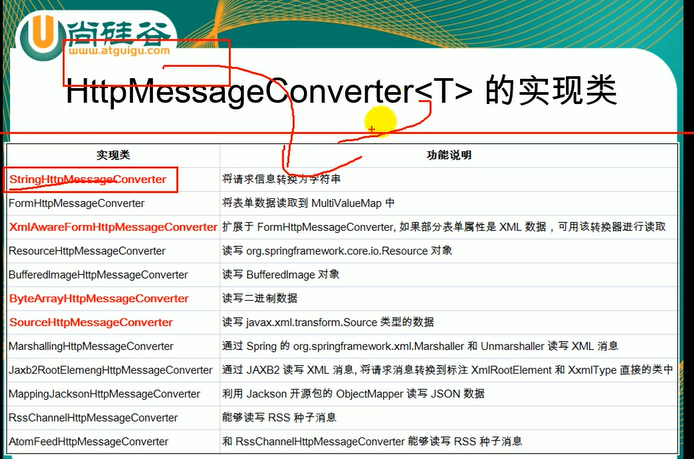 尚硅谷
www.atguigu.com
HttpMessageConverter<T> 的实现类
实现类 功能说明
StringHttpMessageConverter 将请求信息转换为字符串
FormHttpMessageConverter 将表单数据读取到 MultiValueMap 中
XmlAwareFormHttpMessageConverter 扩展于 FormHttpMessageConverter, 如果部分表单属性是 XML 数据，可用该转换器进行读取
ResourceHttpMessageConverter 读写 org.springframework.core.io.Resource 对象
BufferedImageHttpMessageConverter 读写 BufferedImage 对象
ByteArrayHttpMessageConverter 读写二进制数据
SourceHttpMessageConverter 读写 javax.xml.transform.Source 类型的数据
MarshallingHttpMessageConverter 通过 Spring 的 org.springframework.xml.Marshaller 和 Unmarshaller 读写 XML 消息
Jaxb2RootElemengHttpMessageConverter 通过 JAXB2 读写 XML 消息, 将请求消息转换到标注 XmlRootElement 和 XxmlType 直接的类中
MappingJacksonHttpMessageConverter 利用 Jackson 开源包的 ObjectMapper 读写 JSON 数据
RssChannelHttpMessageConverter 能够读写 RSS 种子消息
AtomFeedHttpMessageConverter 和 RssChannelHttpMessageConverter 能够读写 RSS 种子消息